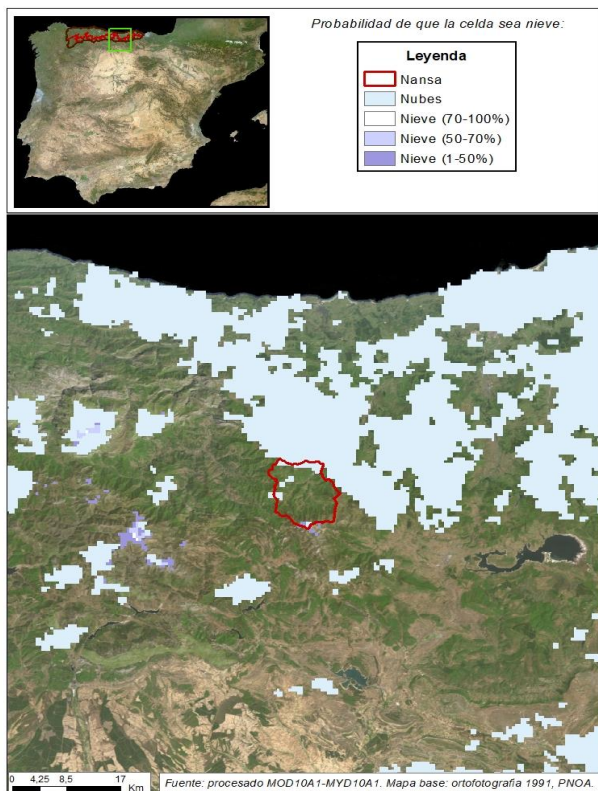 Probabilidad de que la celda sea nieve:
Leyenda
Nansa
Nubes
Nieve (70-100%)
Nieve (50-70%)
Nieve (1-50%)
0 4,25 8,5 17
Km
Fuente: procesado MOD10A1-MYD10A1. Mapa base: ortofotografia 1991, PNOA.